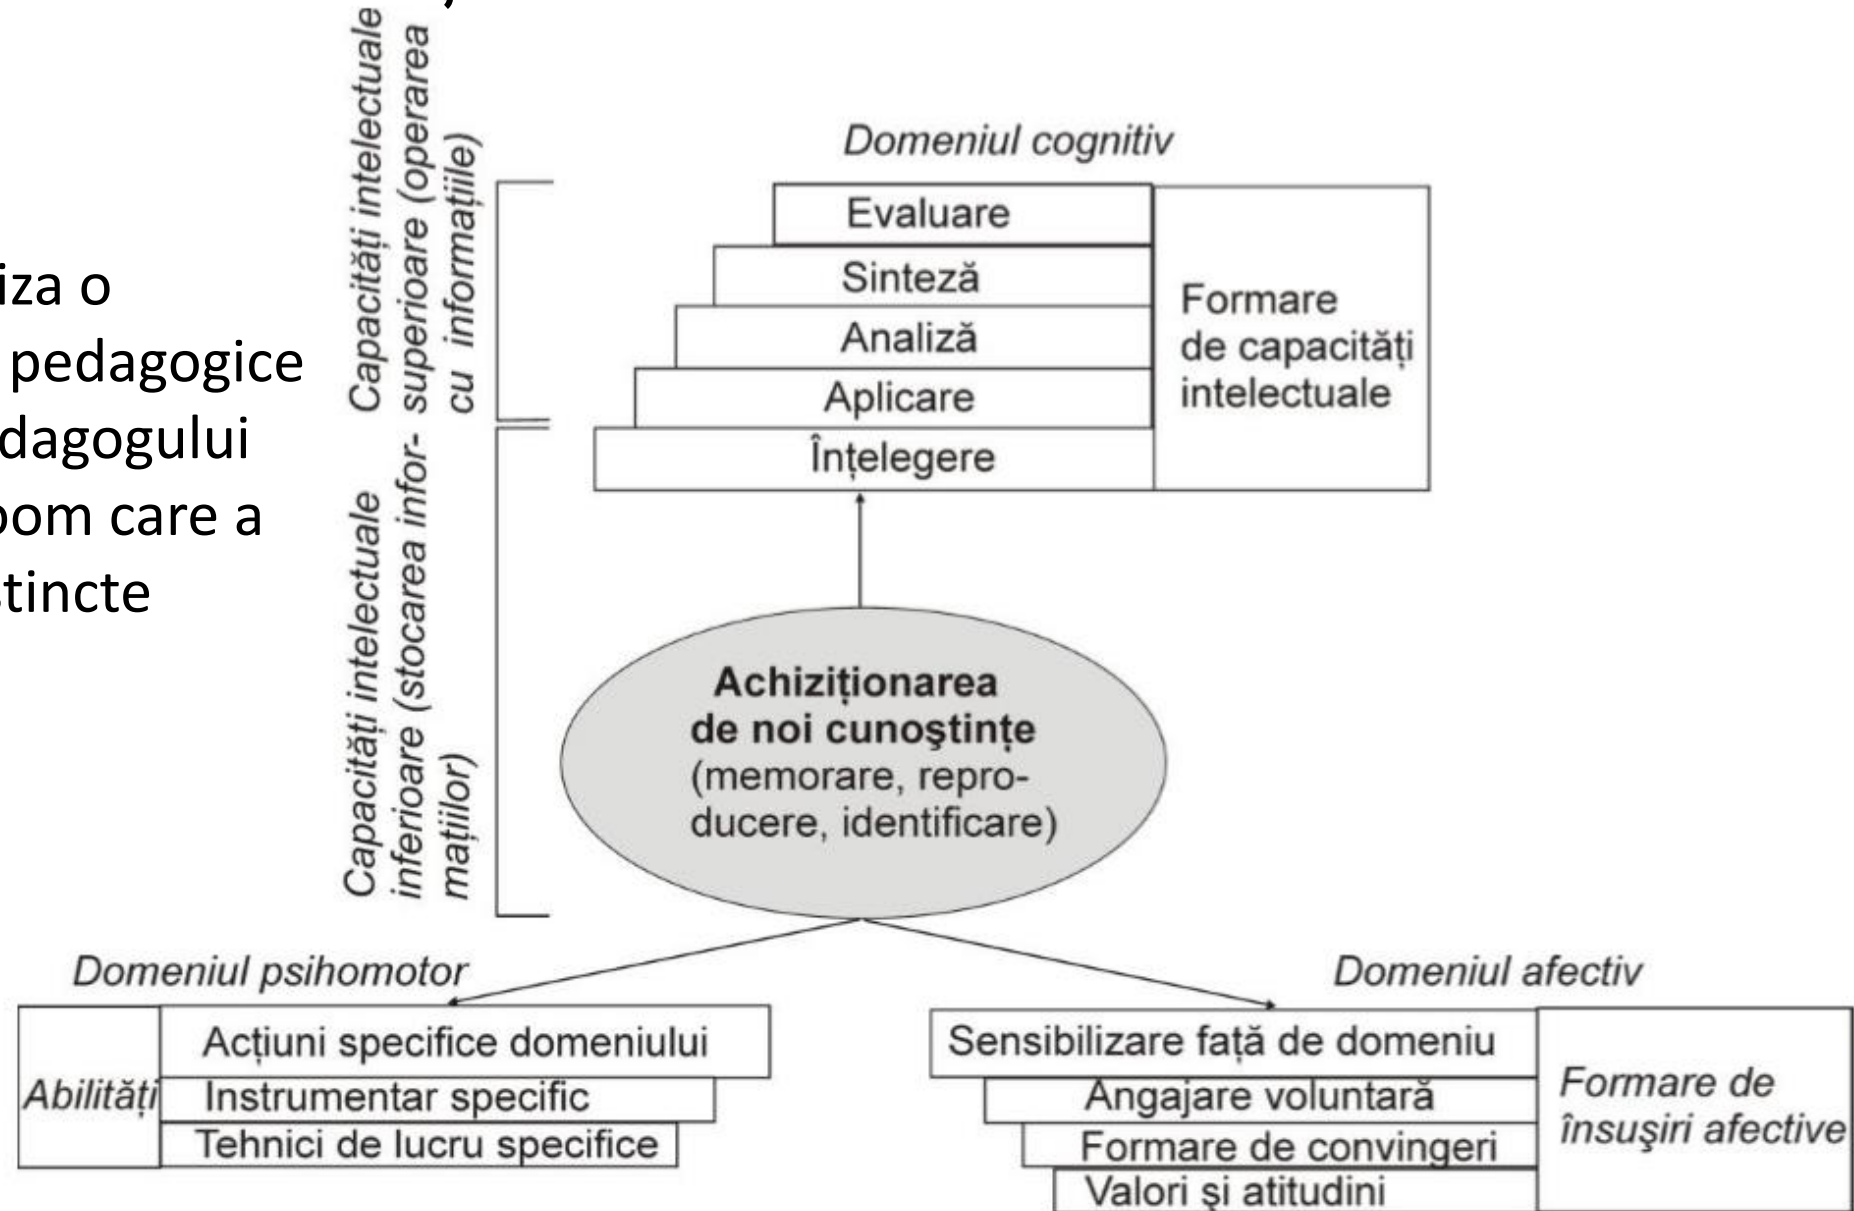 Capacități intelectuale
superioare (operarea
cu informațiile)
Capacități intelectuale
inferioare (stocarea infor-
mațiilor)
iza o
pedagogice
dagogului
oom care a
stincte
Domeniul cognitiv
Evaluare
Sinteză
Analiză
Aplicare
Înțelegere
Formare
de capacități
intelectuale
Achiziționarea
de noi cunoştințe
(memorare, repro-
ducere, identificare)
Domeniul psihomotor
Abilități
Acțiuni specifice domeniului
Instrumentar specific
Tehnici de lucru specifice
Domeniul afectiv
Sensibilizare față de domeniu
Angajare voluntară
Formare de convingeri
Valori şi atitudini
Formare de
însuşiri afective